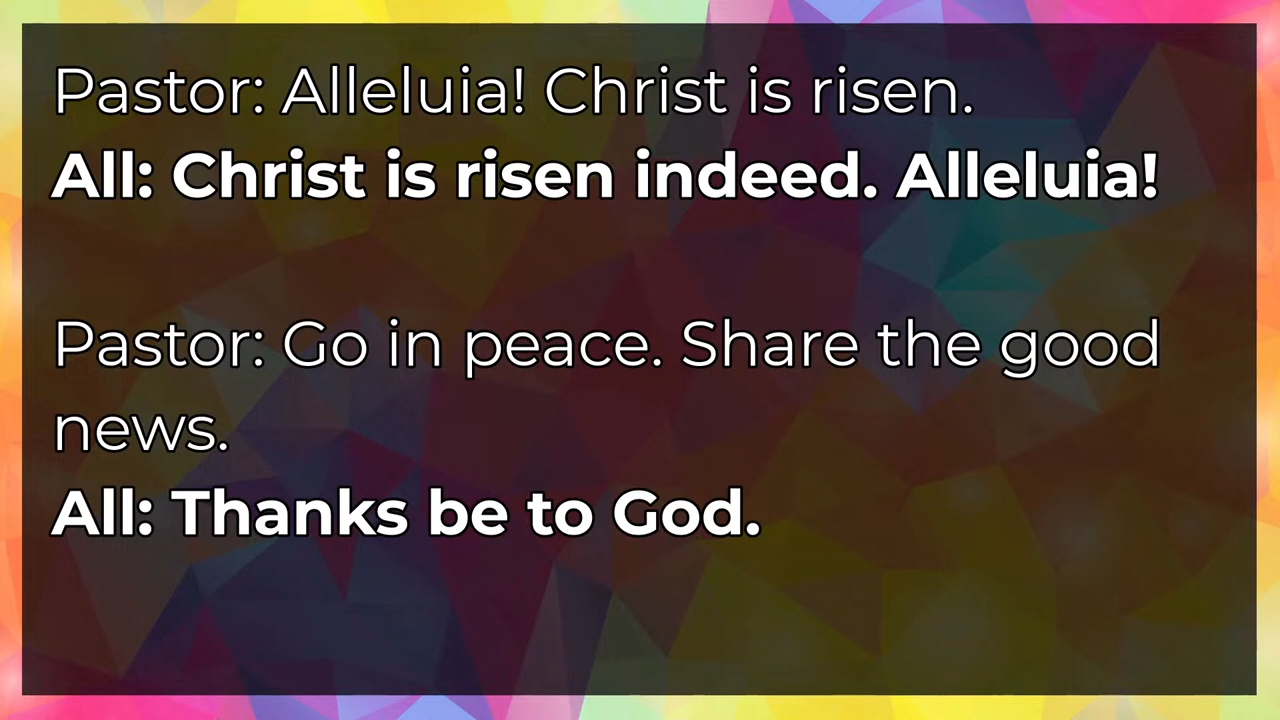 Pastor: Alleluia! Christ is risen.
All: Christ is risen indeed. Alleluia!
Pastor: Go in peace. Share the good
news.
All: Thanks be to God.